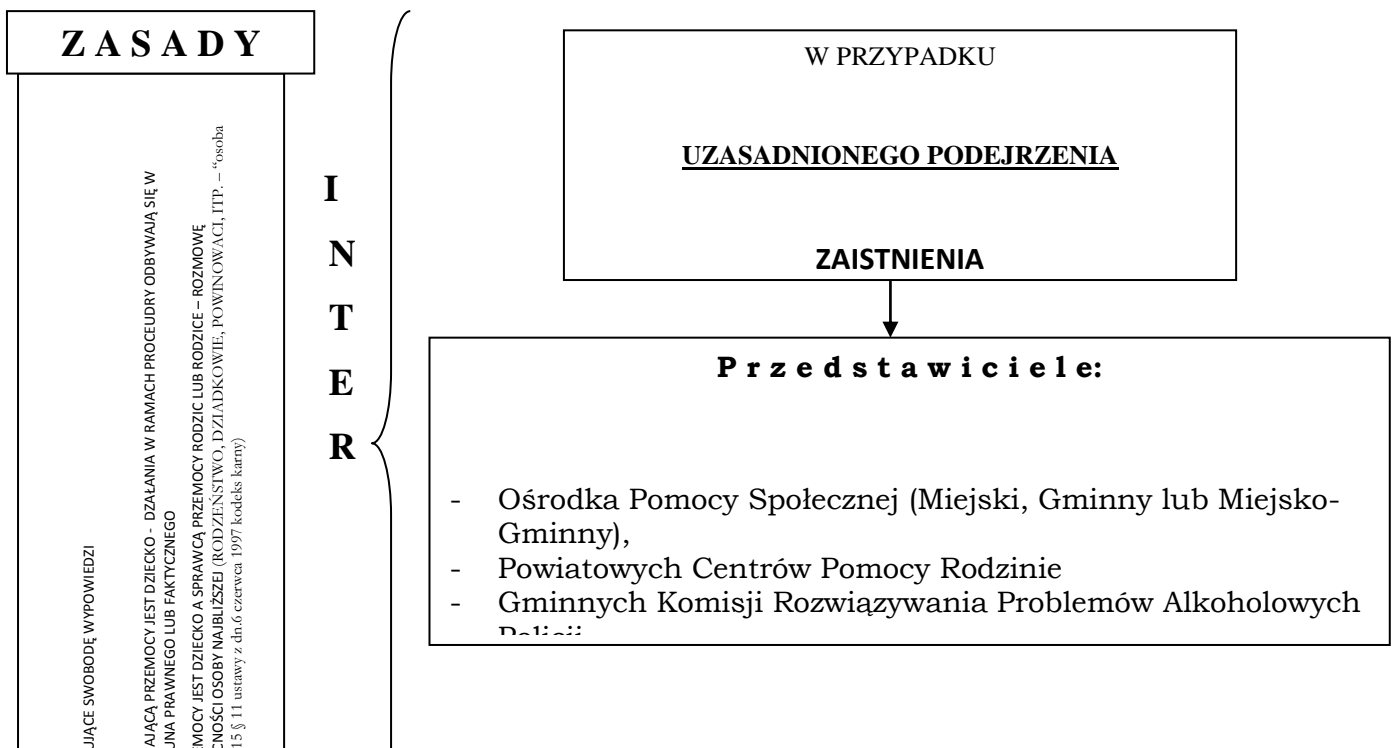 Z A S A D Y
UJĄCE SWOBODĘ WYPOWIEDZI
AJĄCĄ PRZEMOCY JEST DZIECKO - DZAŁANIA W RAMACH PROCEUDRY ODBYWAJĄ SIĘ W
UNA PRAWNEGO LUB FAKTYCZNEGO
EMOCY JEST DZIECKO A SPRAWCĄ PRZEMOCY RODZIC LUB RODZICE – ROZMOWĘ
CNOŚCI OSOBY NAJBLIŻSZEJ (RODZEŃSTWO, DZIADKOWIE, POWINOWACI, ITP. – “osoba
15 § 11 ustawy z dn.6 czerwca 1997 kodeks karny)
I
N
T
E
R
W PRZYPADKU
UZASADNIONEGO PODEJRZENIA
ZAISTNIENIA
P r z e d s t a w i c i e l e:
- Ośrodka Pomocy Społecznej (Miejski, Gminny lub Miejsko-
Gminny),
- Powiatowych Centrów Pomocy Rodzinie
- Gminnych Komisji Rozwiązywania Problemów Alkoholowych